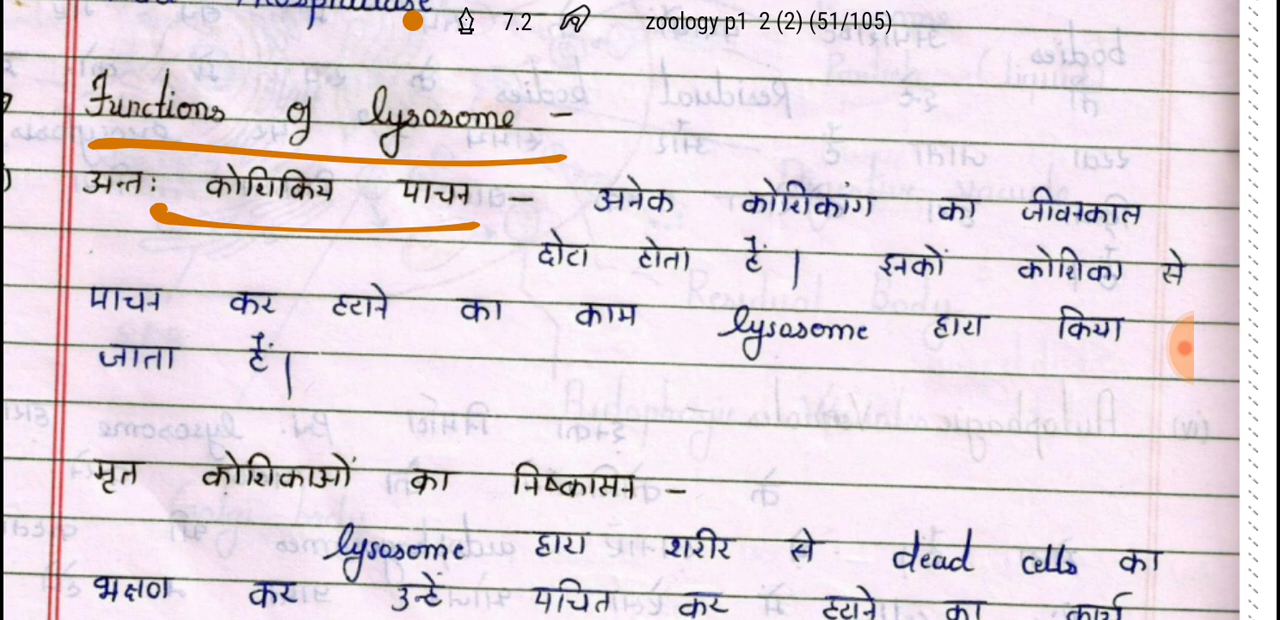 7.2 zoology p1 2 (2) (51/105)
Functions of lysosome -
अन्तः कोशिकिय पाचन - अनेक कोशिकांग का जीवनकाल
छोटा होता हैं। इनकों कोशिका से
पाचन कर हटाने का काम lysosome द्वारा किया
जाता हैं।
मृत कोशिकाओं का निष्कासन -
lysosome द्वारा शरीर से dead cells का
भक्षण कर उन्हें पचित कर हटाने का कार्य